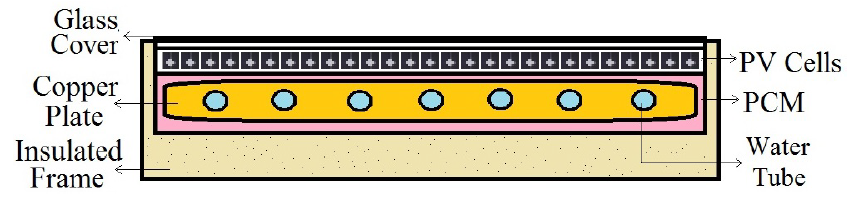 Glass
Cover
PV Cells
Copper
Plate
PCM
Insulated
Frame
Water
Tube